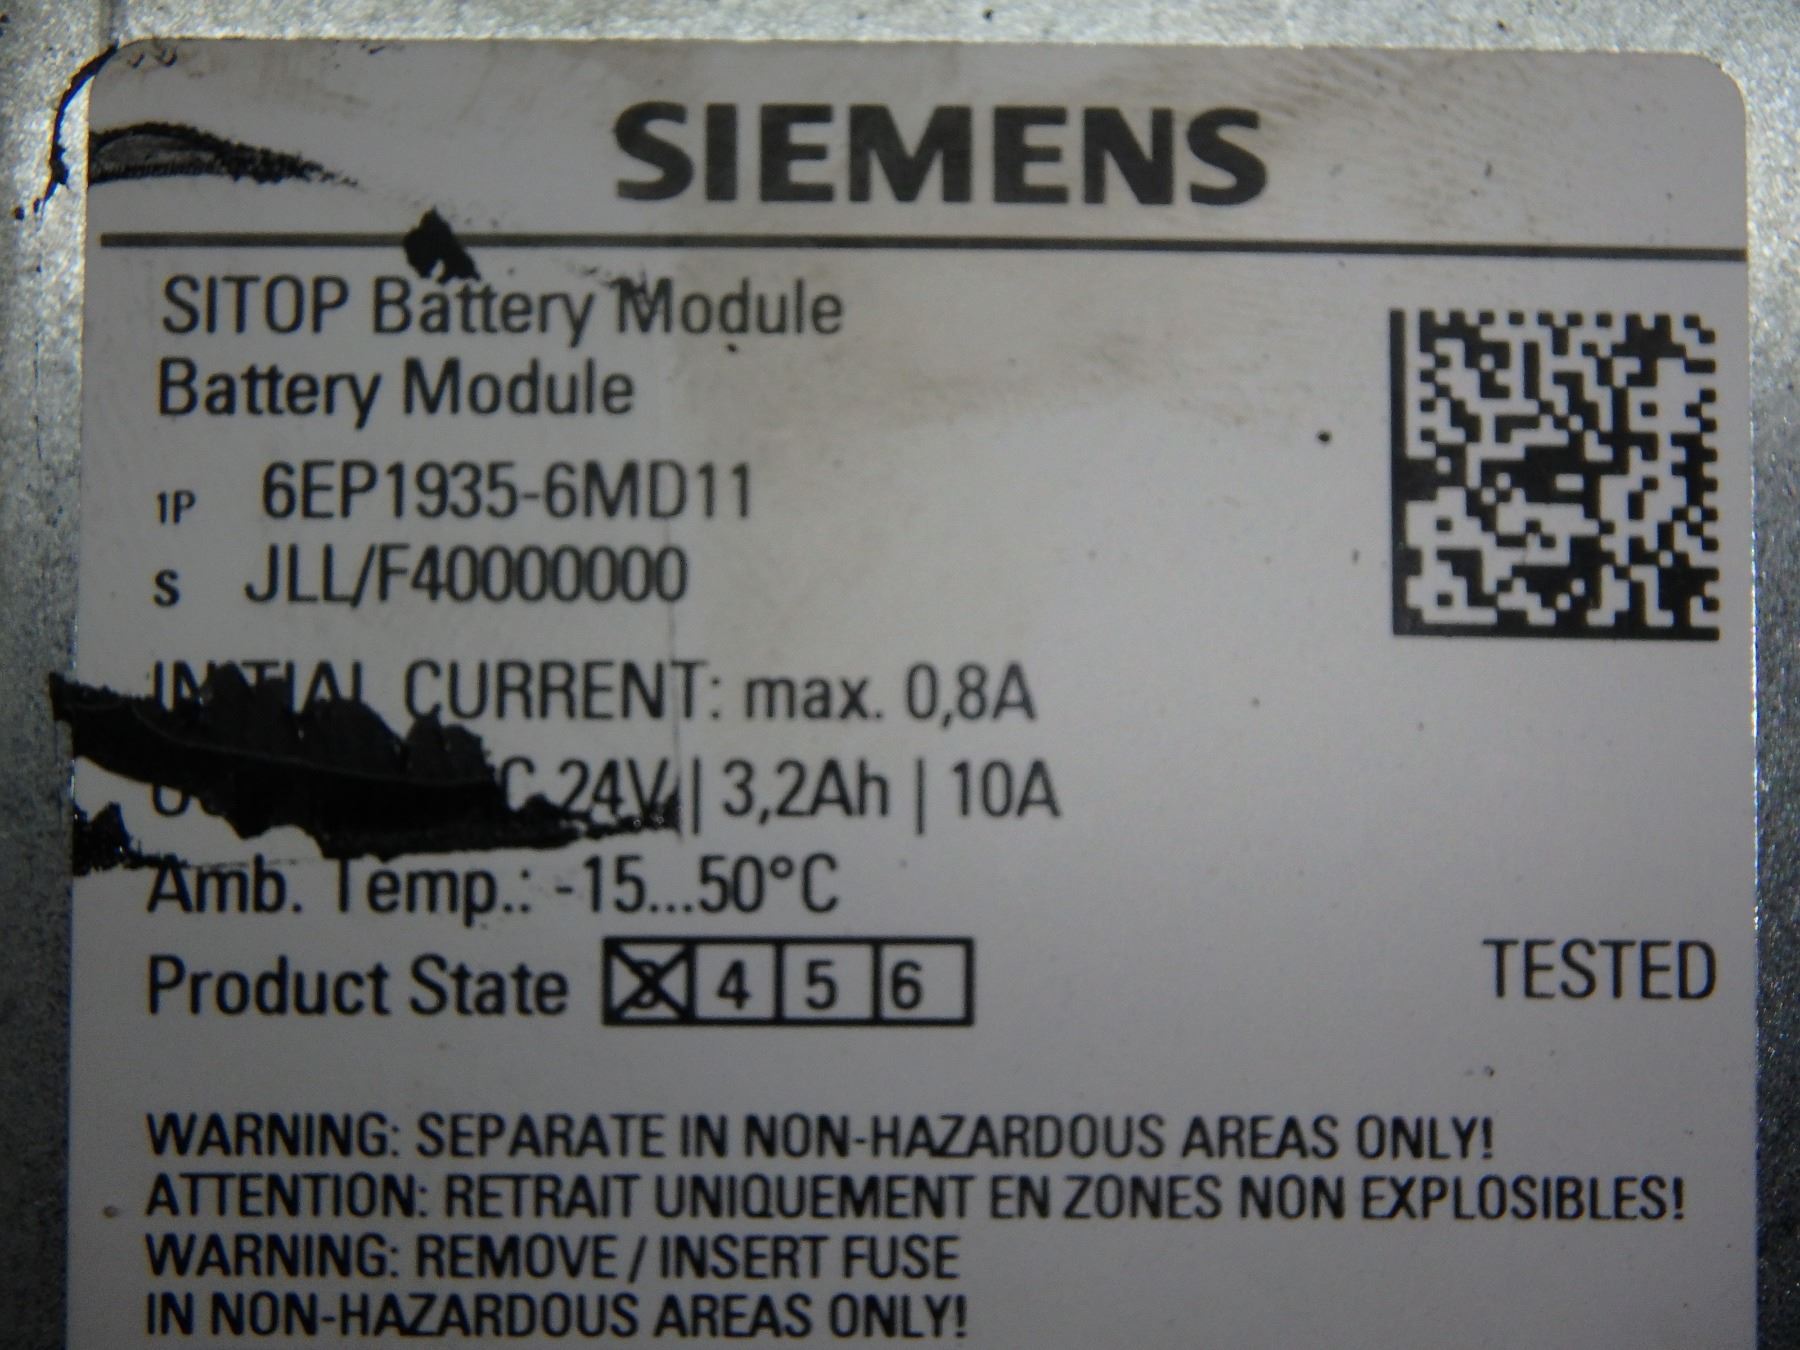 SIEMENS
SITOP Battery Module
Battery Module
1P 6EP1935-6MD11
S JLL/F40000000
INITIAL CURRENT: max. 0,8A
24V | 3,2Ah | 10A
Amb. Temp.: -15...50°C
Product State 3 4 5 6
TESTED
WARNING: SEPARATE IN NON-HAZARDOUS AREAS ONLY!
ATTENTION: RETRAIT UNIQUEMENT EN ZONES NON EXPLOSIBLES!
WARNING: REMOVE / INSERT FUSE
IN NON-HAZARDOUS AREAS ONLY!